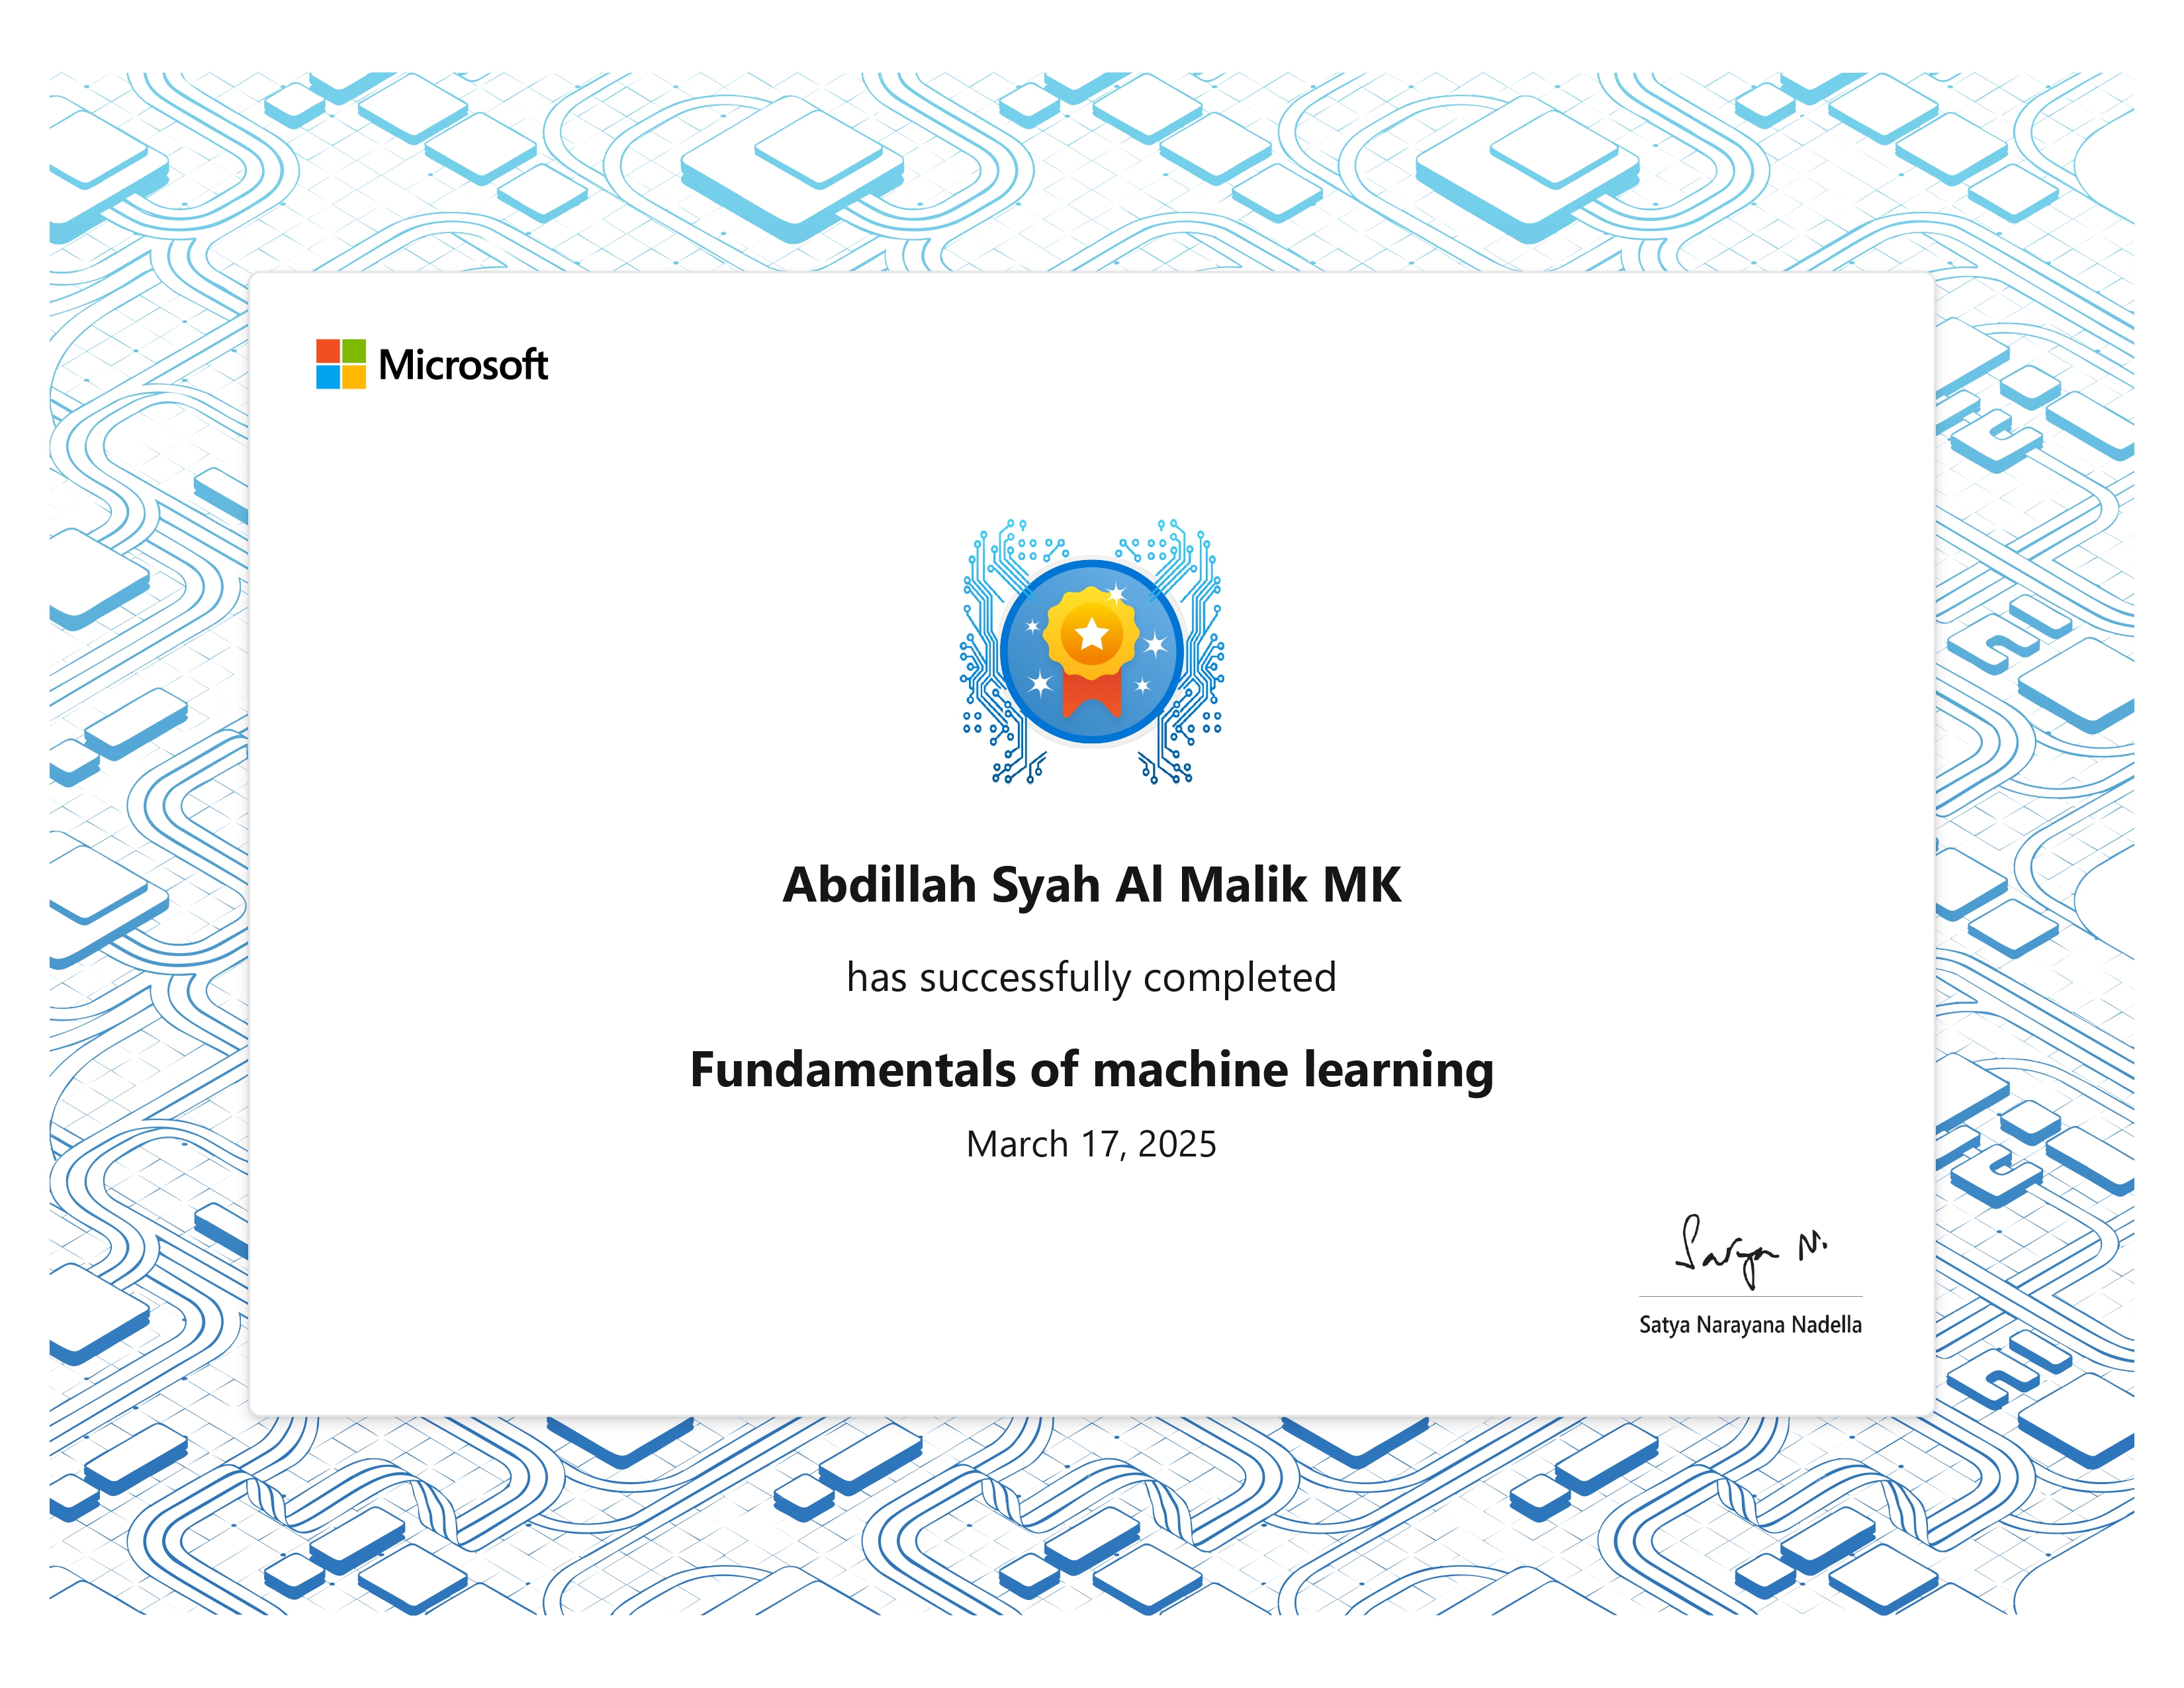 Microsoft
Abdillah Syah Al Malik MK
has successfully completed
Fundamentals of machine learning
March 17, 2025
Satya N.
Satya Narayana Nadella